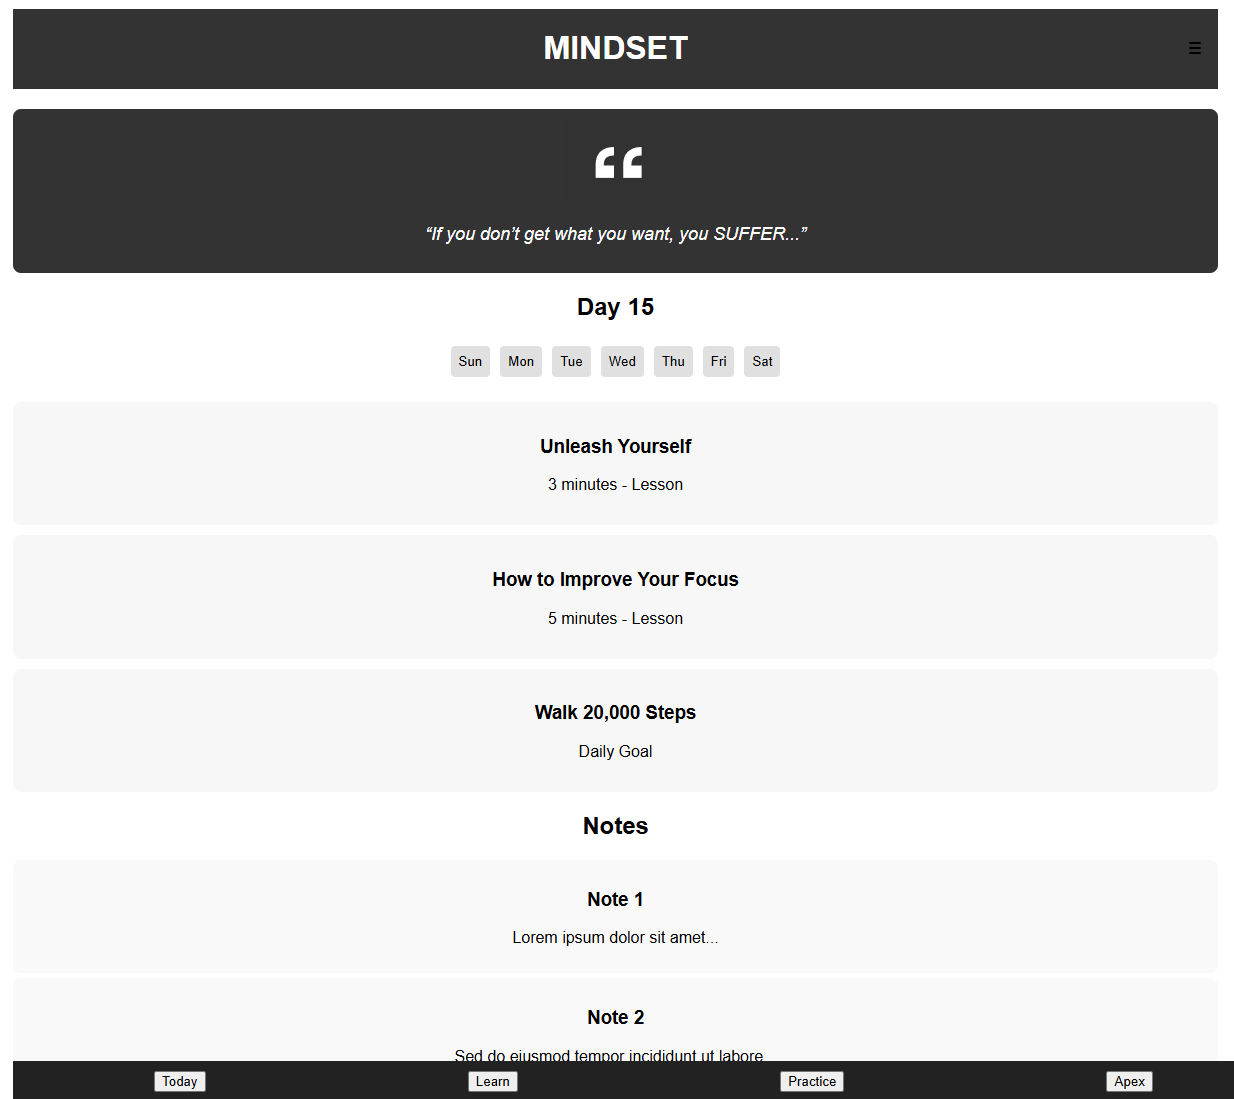 MINDSET
☰
“If you don’t get what you want, you SUFFER...”
Day 15
Sun Mon Tue Wed Thu Fri Sat
Unleash Yourself
3 minutes - Lesson
How to Improve Your Focus
5 minutes - Lesson
Walk 20,000 Steps
Daily Goal
Notes
Note 1
Lorem ipsum dolor sit amet...
Note 2
Sed do eiusmod tempor incididunt ut labore
Today Learn Practice Apex